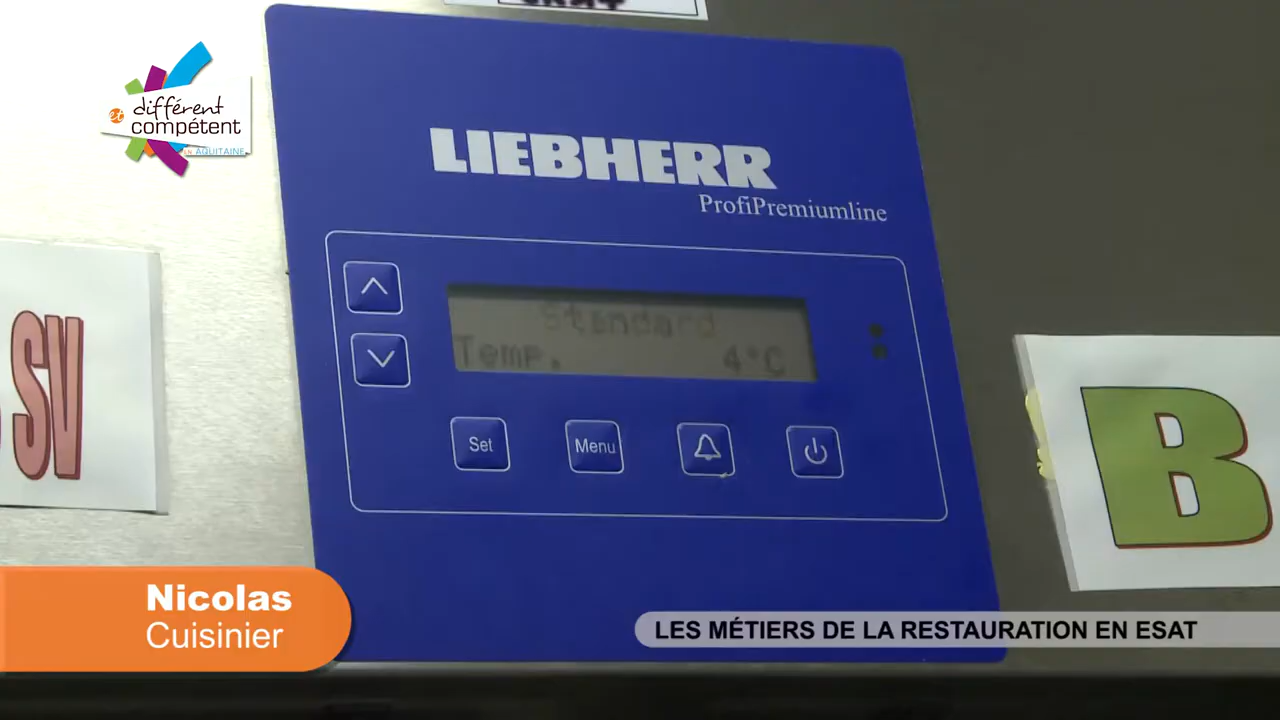 et différent
compétent
EN AQUITAINE
LIEBHERR
ProfiPremiumline
Standard
Temp. 4°C
Set
Menu
SV
B
Nicolas
Cuisinier
LES MÉTIERS DE LA RESTAURATION EN ESAT